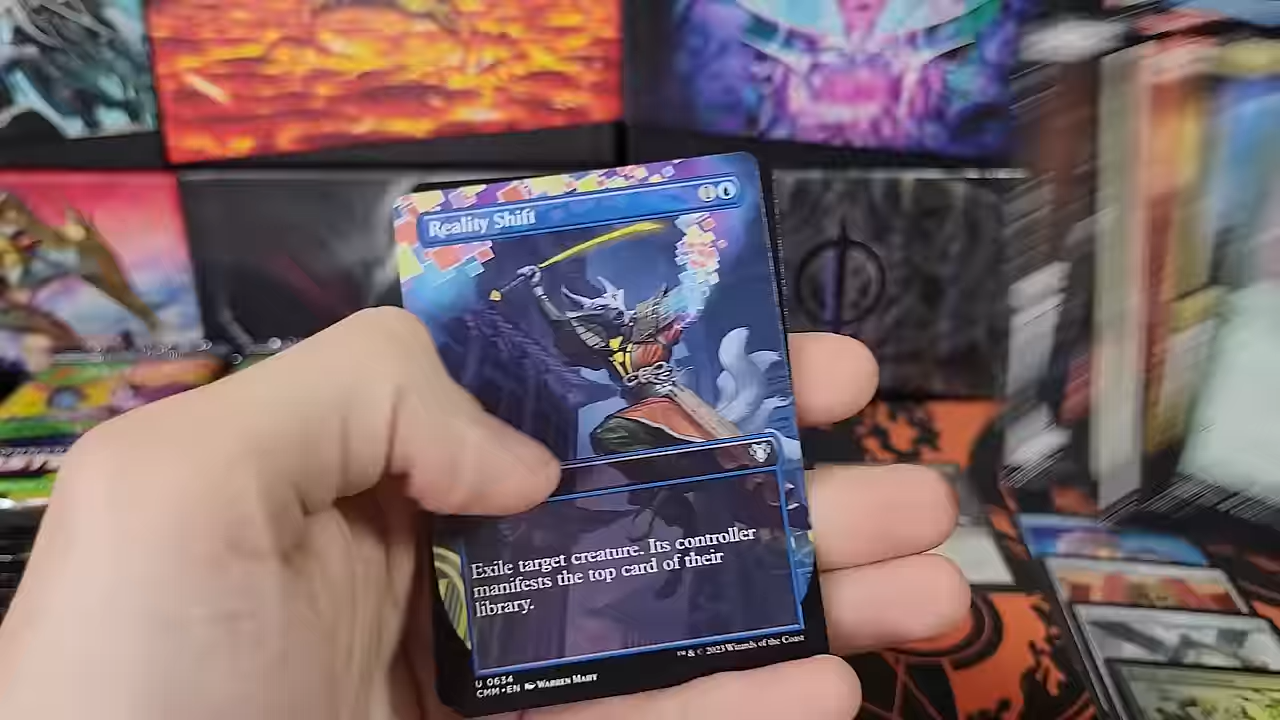 Reality Shift
Exile target creature. Its controller
manifests the top card of their
library.
™ & © 2023 Wizards of the Coast
U 0634
CMM • EN Warren Mahy